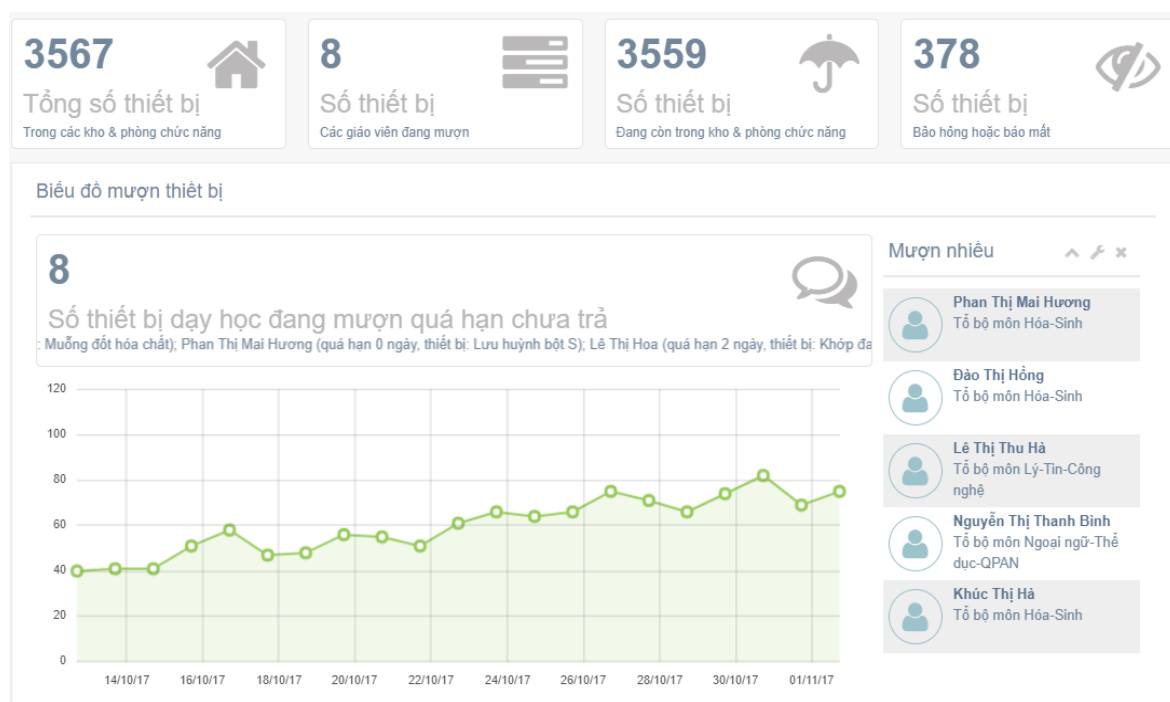 3567
Tổng số thiết bị
Trong các kho & phòng chức năng
8
Số thiết bị
Các giáo viên đang mượn
3559
Số thiết bị
Đang còn trong kho & phòng chức năng
378
Số thiết bị
Báo hỏng hoặc báo mất
Biểu đồ mượn thiết bị
8
Số thiết bị dạy học đang mượn quá hạn chưa trả
: Muỗng đốt hóa chất); Phan Thị Mai Hương (quá hạn 0 ngày, thiết bị: Lưu huỳnh bột S); Lê Thị Hoa (quá hạn 2 ngày, thiết bị: Khớp đa
120
100
80
60
40
20
0
14/10/17
16/10/17
18/10/17
20/10/17
22/10/17
24/10/17
26/10/17
28/10/17
30/10/17
01/11/17
Mượn nhiều
Phan Thị Mai Hương
Tổ bộ môn Hóa-Sinh
Đào Thị Hồng
Tổ bộ môn Hóa-Sinh
Lê Thị Thu Hà
Tổ bộ môn Lý-Tin-Công
nghệ
Nguyễn Thị Thanh Bình
Tổ bộ môn Ngoại ngữ-Thể
dục-QPAN
Khúc Thị Hà
Tổ bộ môn Hóa-Sinh